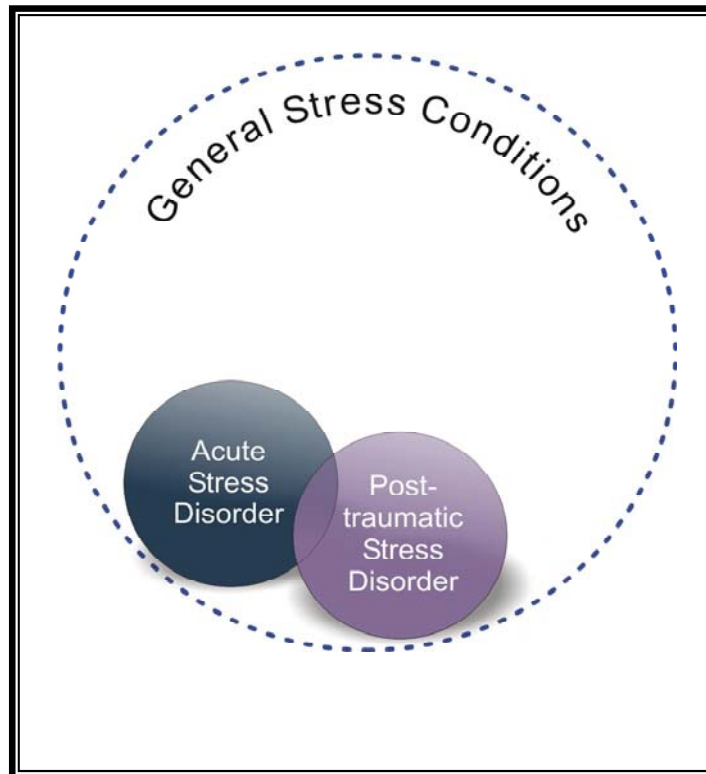 General Stress Conditions
Acute
Stress
Disorder
Post-
traumatic
Stress
Disorder